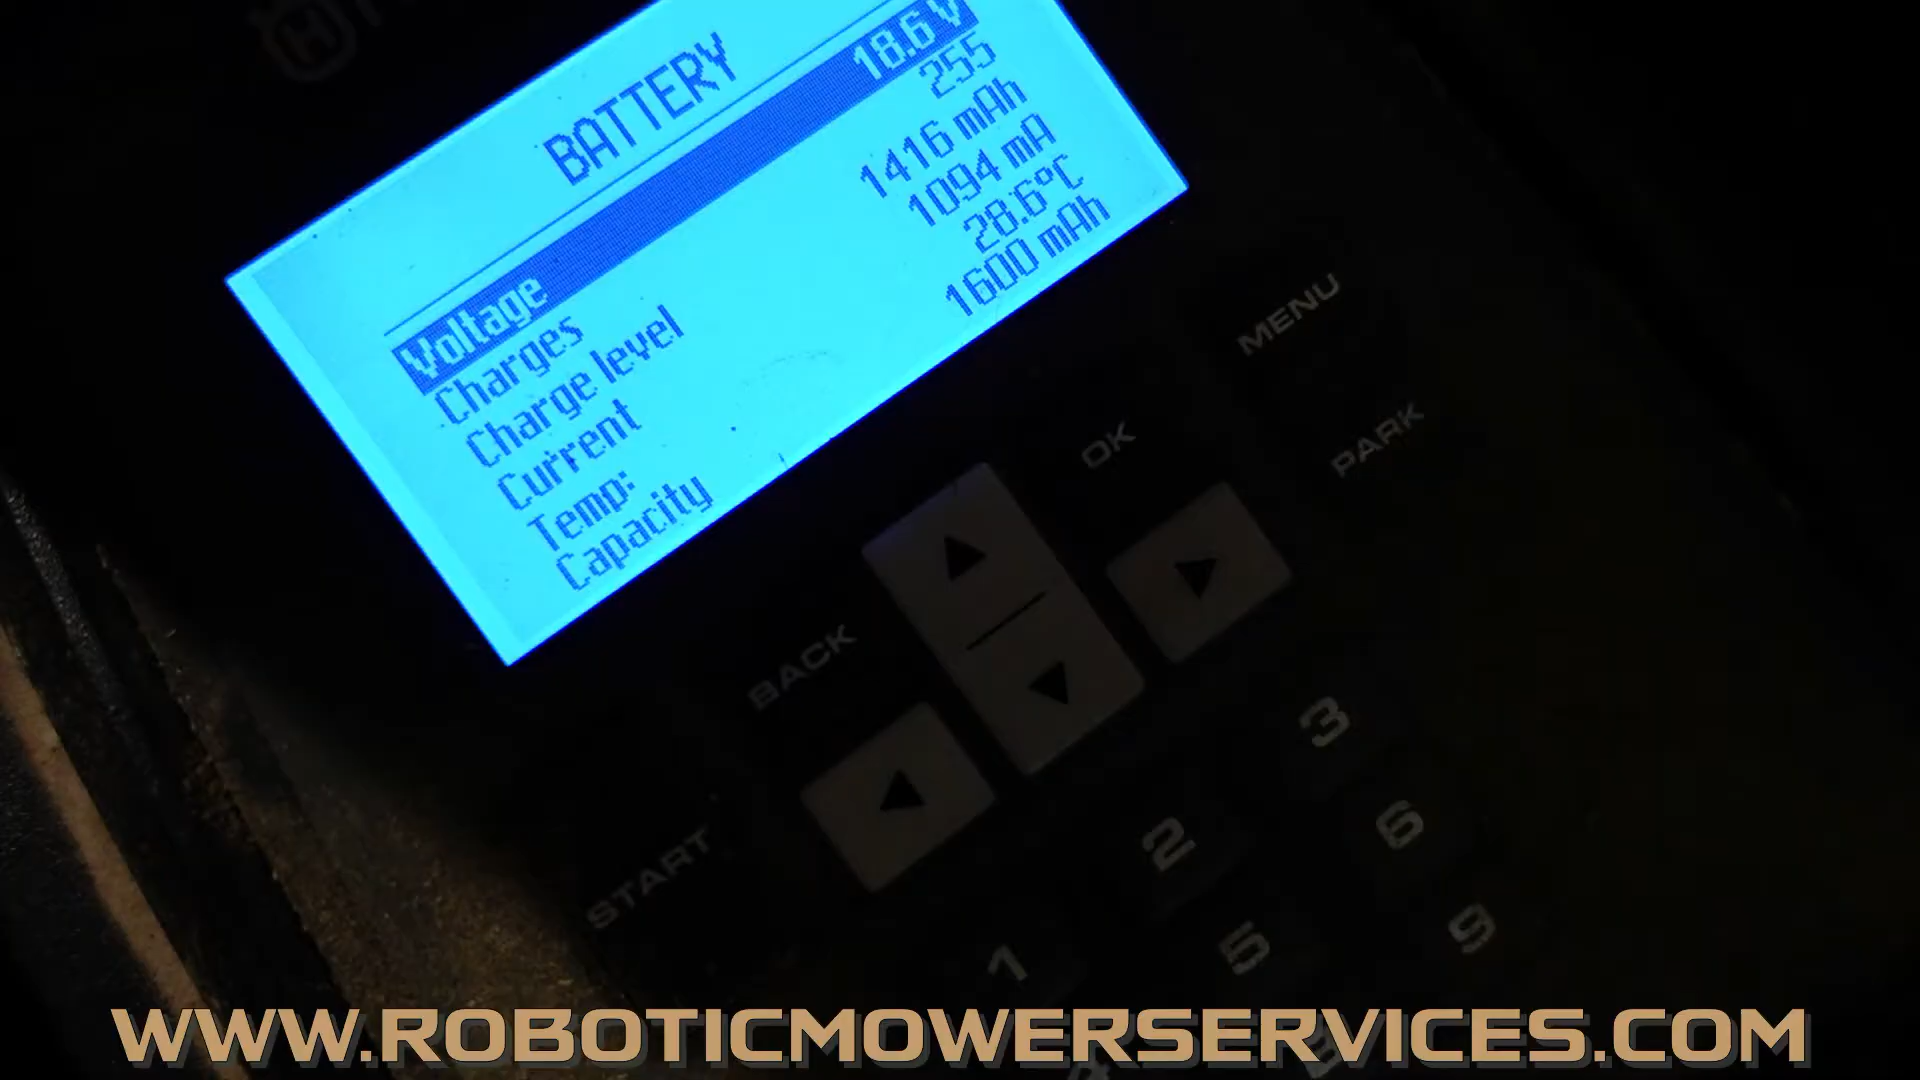 BATTERY
Voltage 18.6 V
Charges 255
Charge level 1416 mAh
Current 1094 mA
Temp: 28.6°C
Capacity 1600 mAh
MENU
OK
PARK
BACK
START
3
2
6
1
5
9
WWW.ROBOTICMOWERSERVICES.COM